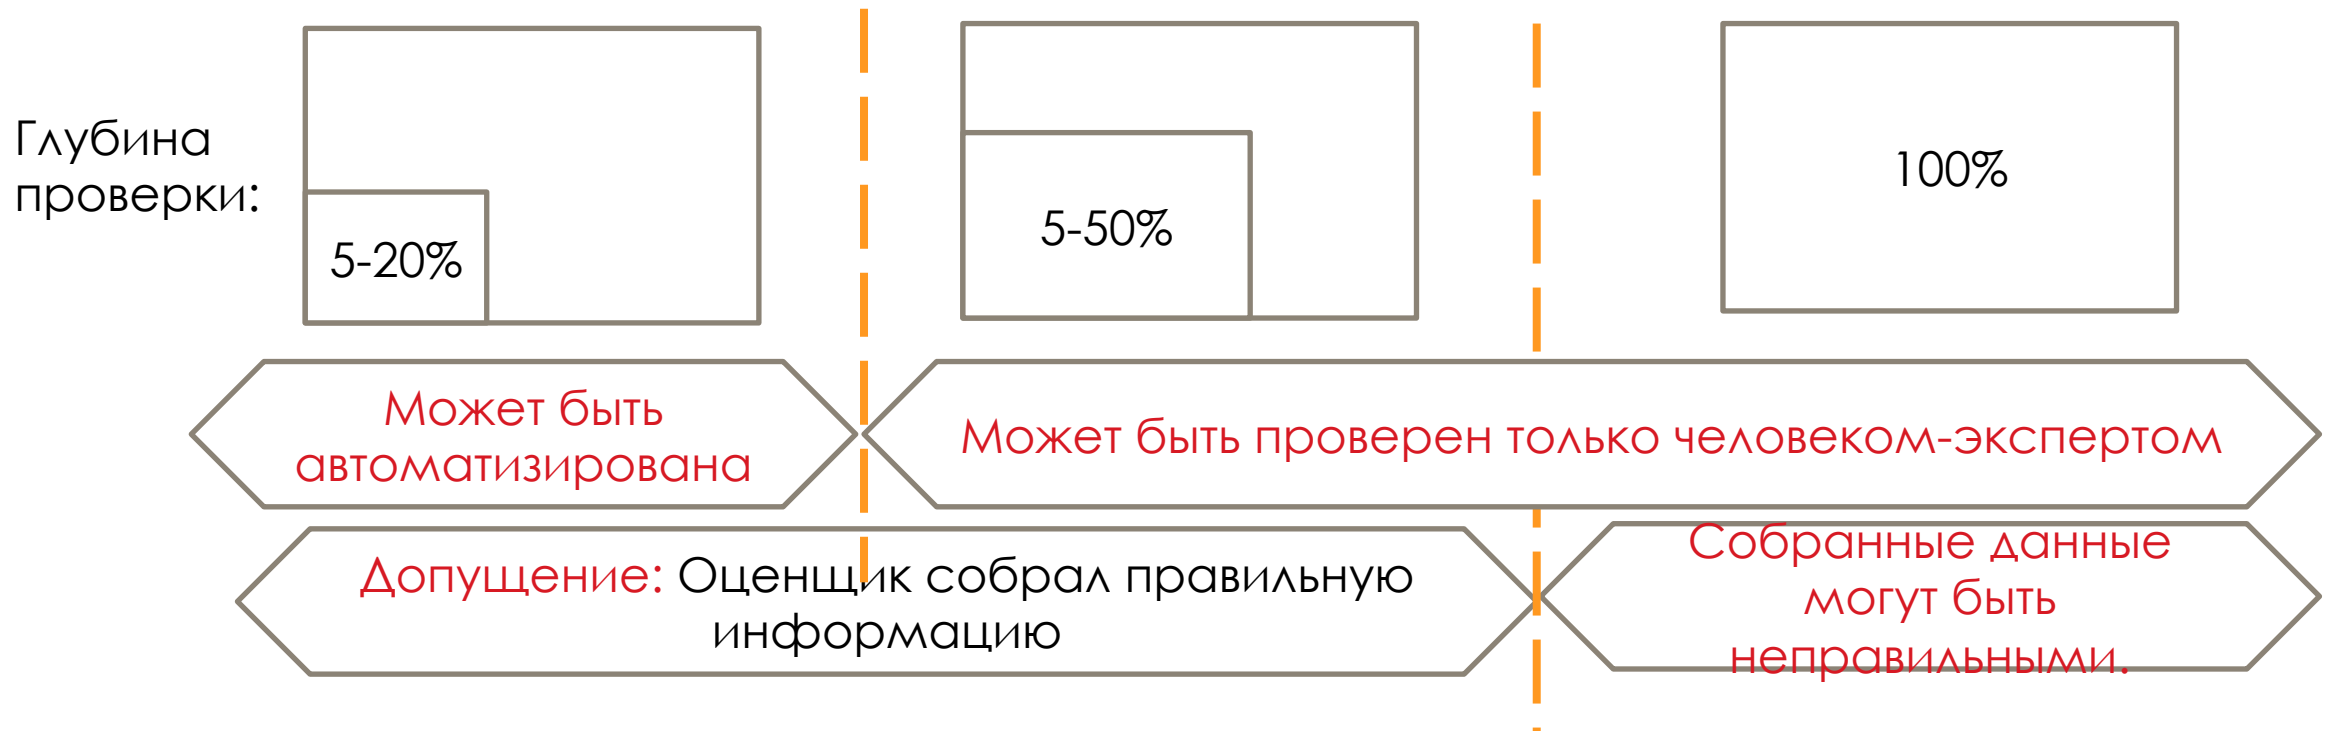 Глубина
проверки:
5-20%
5-50%
100%
Может быть
автоматизирована
Может быть проверен только человеком-экспертом
Допущение: Оценщик собрал правильную
информацию
Собранные данные
могут быть
неправильными.